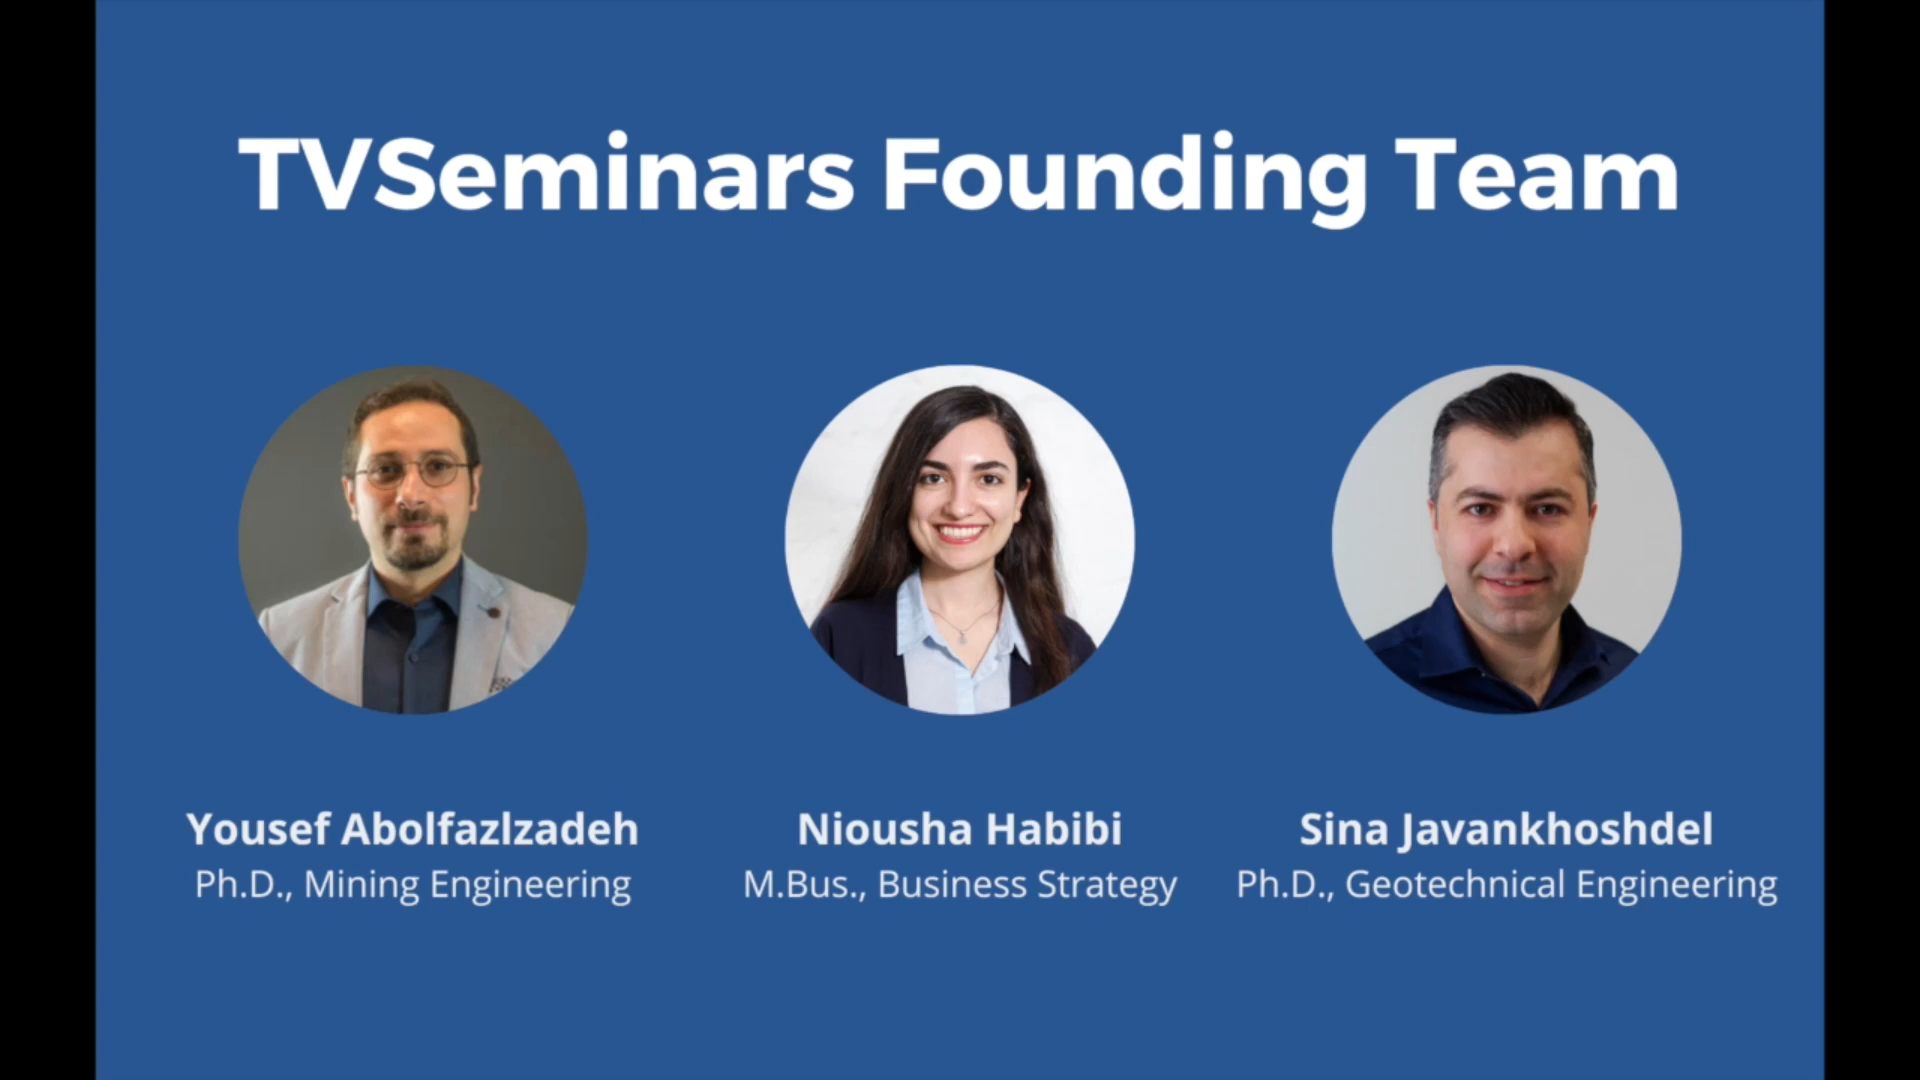 TVSeminars Founding Team
Yousef Abolfazlzadeh
Ph.D., Mining Engineering
Niousha Habibi
M.Bus., Business Strategy
Sina Javankhoshdel
Ph.D., Geotechnical Engineering